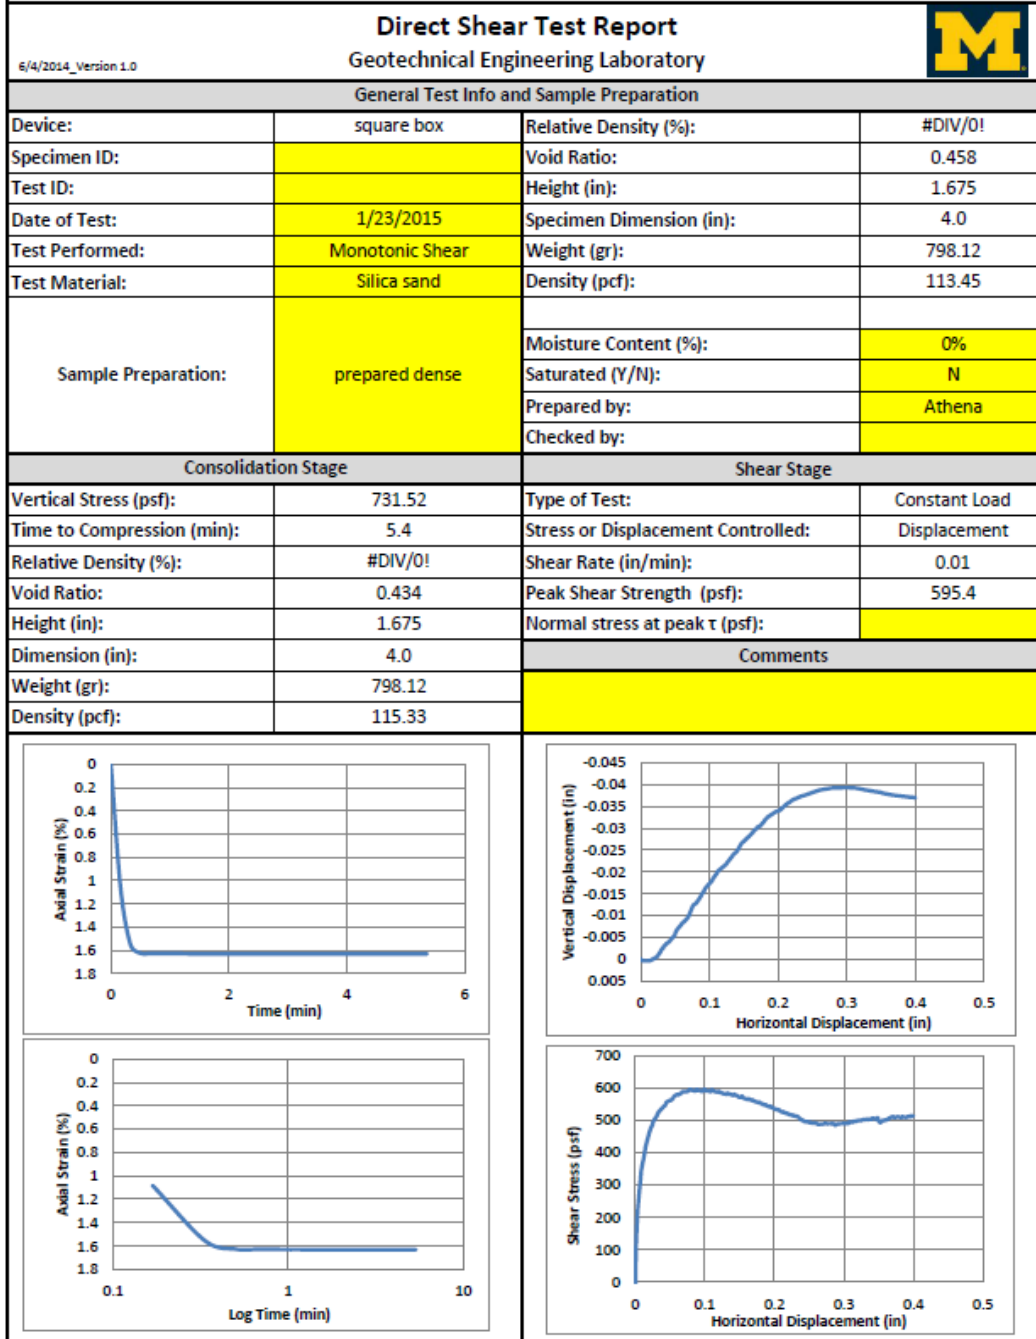 Direct Shear Test Report
6/4/2014_Version 1.0
Geotechnical Engineering Laboratory
M
General Test Info and Sample Preparation
Device: square box Relative Density (%): #DIV/0!
Specimen ID: Void Ratio: 0.458
Test ID: Height (in): 1.675
Date of Test: 1/23/2015 Specimen Dimension (in): 4.0
Test Performed: Monotonic Shear Weight (gr): 798.12
Test Material: Silica sand Density (pcf): 113.45
Moisture Content (%): 0%
Sample Preparation: prepared dense Saturated (Y/N): N
Prepared by: Athena
Checked by:
Consolidation Stage Shear Stage
Vertical Stress (psf): 731.52 Type of Test: Constant Load
Time to Compression (min): 5.4 Stress or Displacement Controlled: Displacement
Relative Density (%): #DIV/0! Shear Rate (in/min): 0.01
Void Ratio: 0.434 Peak Shear Strength (psf): 595.4
Height (in): 1.675 Normal stress at peak τ (psf):
Dimension (in): 4.0 Comments
Weight (gr): 798.12
Density (pcf): 115.33
Axial Strain (%)
0
0.2
0.4
0.6
0.8
1
1.2
1.4
1.6
1.8
0 2 4 6
Time (min)
Vertical Displacement (in)
-0.045
-0.04
-0.035
-0.03
-0.025
-0.02
-0.015
-0.01
-0.005
0
0.005
0 0.1 0.2 0.3 0.4 0.5
Horizontal Displacement (in)
Axial Strain (%)
0
0.2
0.4
0.6
0.8
1
1.2
1.4
1.6
1.8
0.1 1 10
Log Time (min)
Shear Stress (psf)
700
600
500
400
300
200
100
0
0 0.1 0.2 0.3 0.4 0.5
Horizontal Displacement (in)